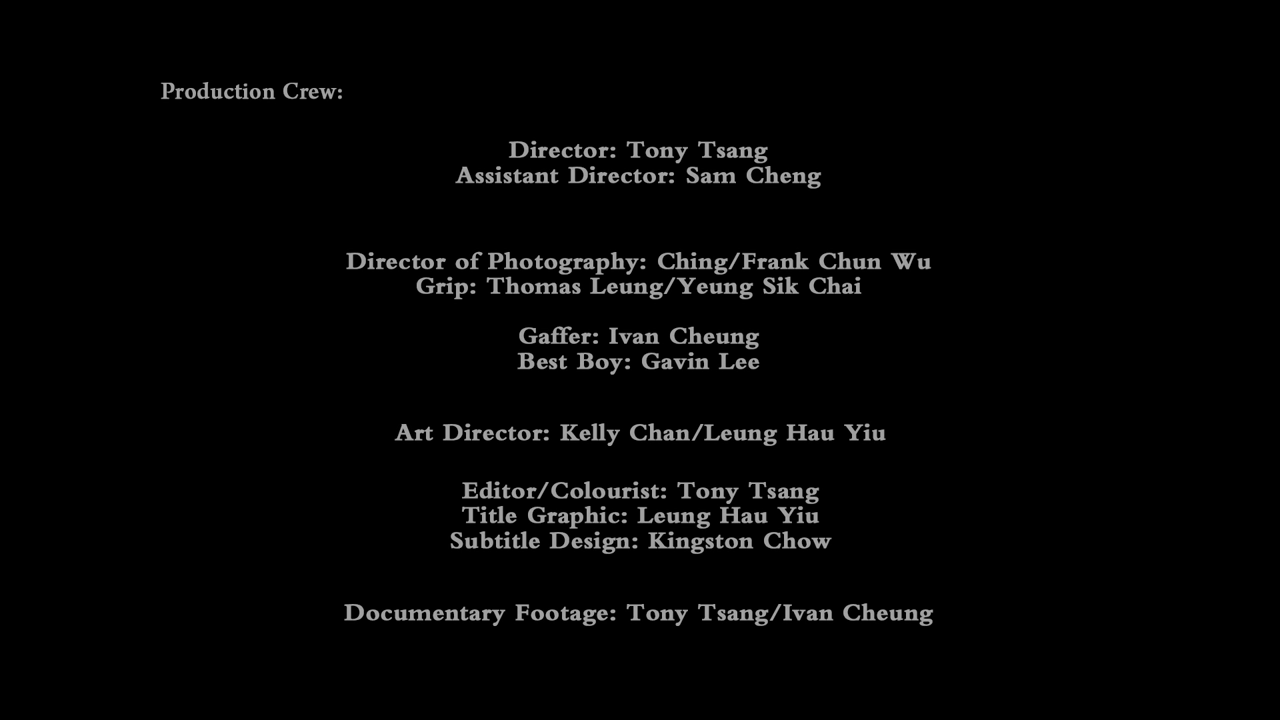 Production Crew:
Director: Tony Tsang
Assistant Director: Sam Cheng
Director of Photography: Ching/Frank Chun Wu
Grip: Thomas Leung/Yeung Sik Chai
Gaffer: Ivan Cheung
Best Boy: Gavin Lee
Art Director: Kelly Chan/Leung Hau Yiu
Editor/Colourist: Tony Tsang
Title Graphic: Leung Hau Yiu
Subtitle Design: Kingston Chow
Documentary Footage: Tony Tsang/Ivan Cheung